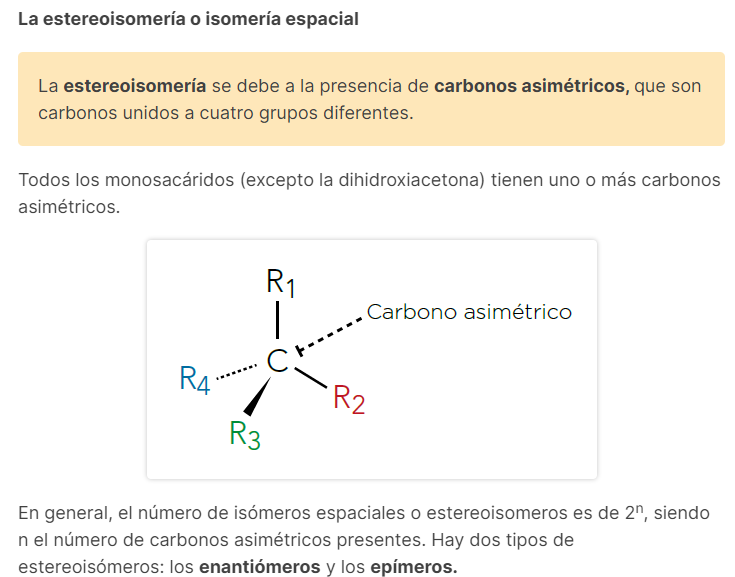 La estereoisomería o isomería espacial
La estereoisomería se debe a la presencia de carbonos asimétricos, que son
carbonos unidos a cuatro grupos diferentes.
Todos los monosacáridos (excepto la dihidroxiacetona) tienen uno o más carbonos
asimétricos.
R₁
Carbono asimétrico
C
R₄
R₂
R₃
En general, el número de isómeros espaciales o estereoisomeros es de 2ⁿ, siendo
n el número de carbonos asimétricos presentes. Hay dos tipos de
estereoisómeros: los enantiómeros y los epímeros.